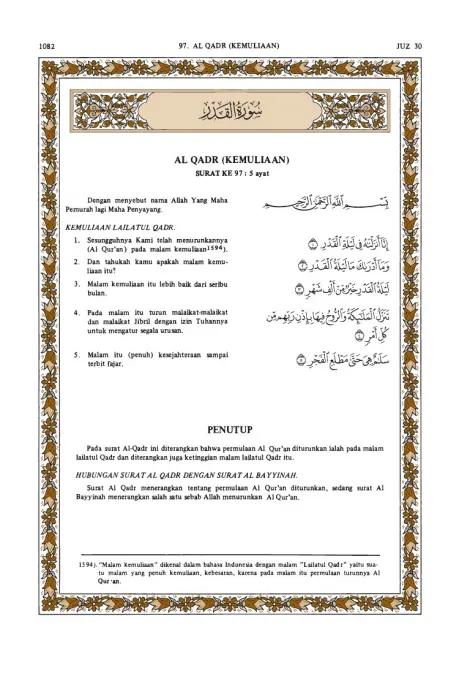 1082 97. AL QADR (KEMULIAAN) JUZ 30
سُورَةُ الْقَدْرِ
AL QADR (KEMULIAAN)
SURAT KE 97 : 5 ayat
Dengan menyebut nama Allah Yang Maha
Pemurah lagi Maha Penyayang.
بِسْمِ اللَّهِ الرَّحْمَٰنِ الرَّحِيمِ
KEMULIAAN LAILATUL QADR.
1. Sesungguhnya Kami telah menurunkannya
(Al Qur'an) pada malam kemuliaan1594).
إِنَّا أَنزَلْنَاهُ فِي لَيْلَةِ الْقَدْرِ ١
2. Dan tahukah kamu apakah malam kemu-
liaan itu?
وَمَا أَدْرَاكَ مَا لَيْلَةُ الْقَدْرِ ٢
3. Malam kemuliaan itu lebih baik dari seribu
bulan.
لَيْلَةُ الْقَدْرِ خَيْرٌ مِّنْ أَلْفِ شَهْرٍ ٣
4. Pada malam itu turun malaikat-malaikat
dan malaikat Jibril dengan izin Tuhannya
untuk mengatur segala urusan.
تَنَزَّلُ الْمَلَائِكَةُ وَالرُّوحُ فِيهَا بِإِذْنِ رَبِّهِم مِّن
كُلِّ أَمْرٍ ٤
5. Malam itu (penuh) kesejahteraan sampai
terbit fajar.
سَلَامٌ هِيَ حَتَّىٰ مَطْلَعِ الْفَجْرِ ٥
PENUTUP
Pada surat Al-Qadr ini diterangkan bahwa permulaan Al Qur'an diturunkan ialah pada malam
lailatul Qadr dan diterangkan juga ketinggian malam lailatul Qadr itu.
HUBUNGAN SURAT AL QADR DENGAN SURAT AL BAYYINAH.
Surat Al Qadr menerangkan tentang permulaan Al Qur'an diturunkan, sedang surat Al
Bayyinah menerangkan salah satu sebab Allah menurunkan Al Qur'an.
1594). "Malam kemuliaan" dikenal dalam bahasa Indonesia dengan malam "Lailatul Qadr" yaitu sua-
tu malam yang penuh kemuliaan, kebesaran, karena pada malam itu permulaan turunnya Al
Qur'an.